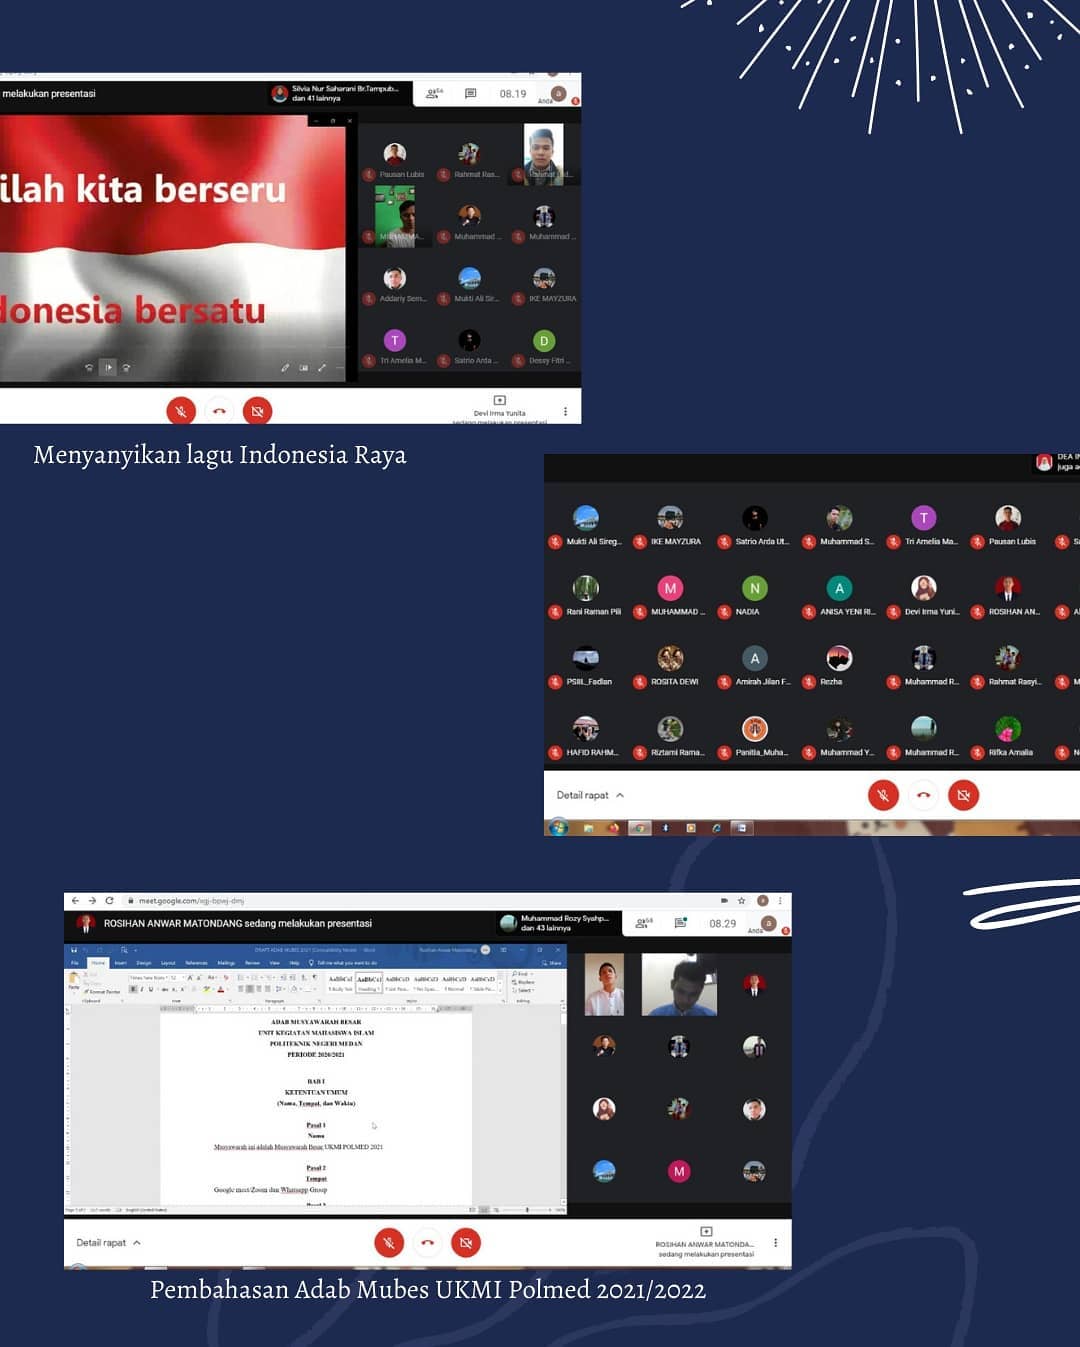 melakukan presentasi
Silvia Nur Saharani Br.Tampub...
dan 41 lainnya
08.19
Anda
a
ilah kita berseru
donesia bersatu
Pausan Lubis
Rahmat Ras...
Muhammad ...
Muhammad ...
Addariy Sem...
Mukti Ali Sir...
IKE MAYZURA
T
D
Tri Amelia M...
Satrio Arda ...
Dessy Fitri ...
Devi Irma Yunita
sedang melakukan presentasi
Menyanyikan lagu Indonesia Raya
DEA IN
juga a
Mukti Ali Sireg...
IKE MAYZURA
Satrio Arda Ut...
Muhammad S...
T
Tri Amelia Ma...
Pausan Lubis
Rani Raman Pili
M
MUHAMMAD ...
N
NADIA
A
ANISA YENI RI...
Devi Irma Yuni...
ROSIHAN AN...
PSIIL_Fadlan
ROSITA DEWI
A
Amirah Jilan F...
Rezha
Muhammad R...
Rahmat Rasyi...
HAFID RAHM...
Riztami Rama...
Panitia_Muha...
Muhammad Y...
Muhammad R...
Rifka Amalia
Detail rapat
meet.google.com/xgj-bpwj-dmj
ROSIHAN ANWAR MATONDANG sedang melakukan presentasi
Muhammad Rozy Syahp...
dan 43 lainnya
08.29
Anda
a
ADAB MUSYAWARAH BESAR
UNIT KEGIATAN MAHASISWA ISLAM
POLITEKNIK NEGERI MEDAN
PERIODE 2020/2021
BAB I
KETENTUAN UMUM
(Nama, Tempat, dan Waktu)
Pasal 1
Nama
Musyawarah ini adalah Musyawarah Besar UKMI POLMED 2021
Pasal 2
Tempat
Google meet/Zoom dan Whatsapp Group
M
Detail rapat
ROSIHAN ANWAR MATONDA...
sedang melakukan presentasi
Pembahasan Adab Mubes UKMI Polmed 2021/2022